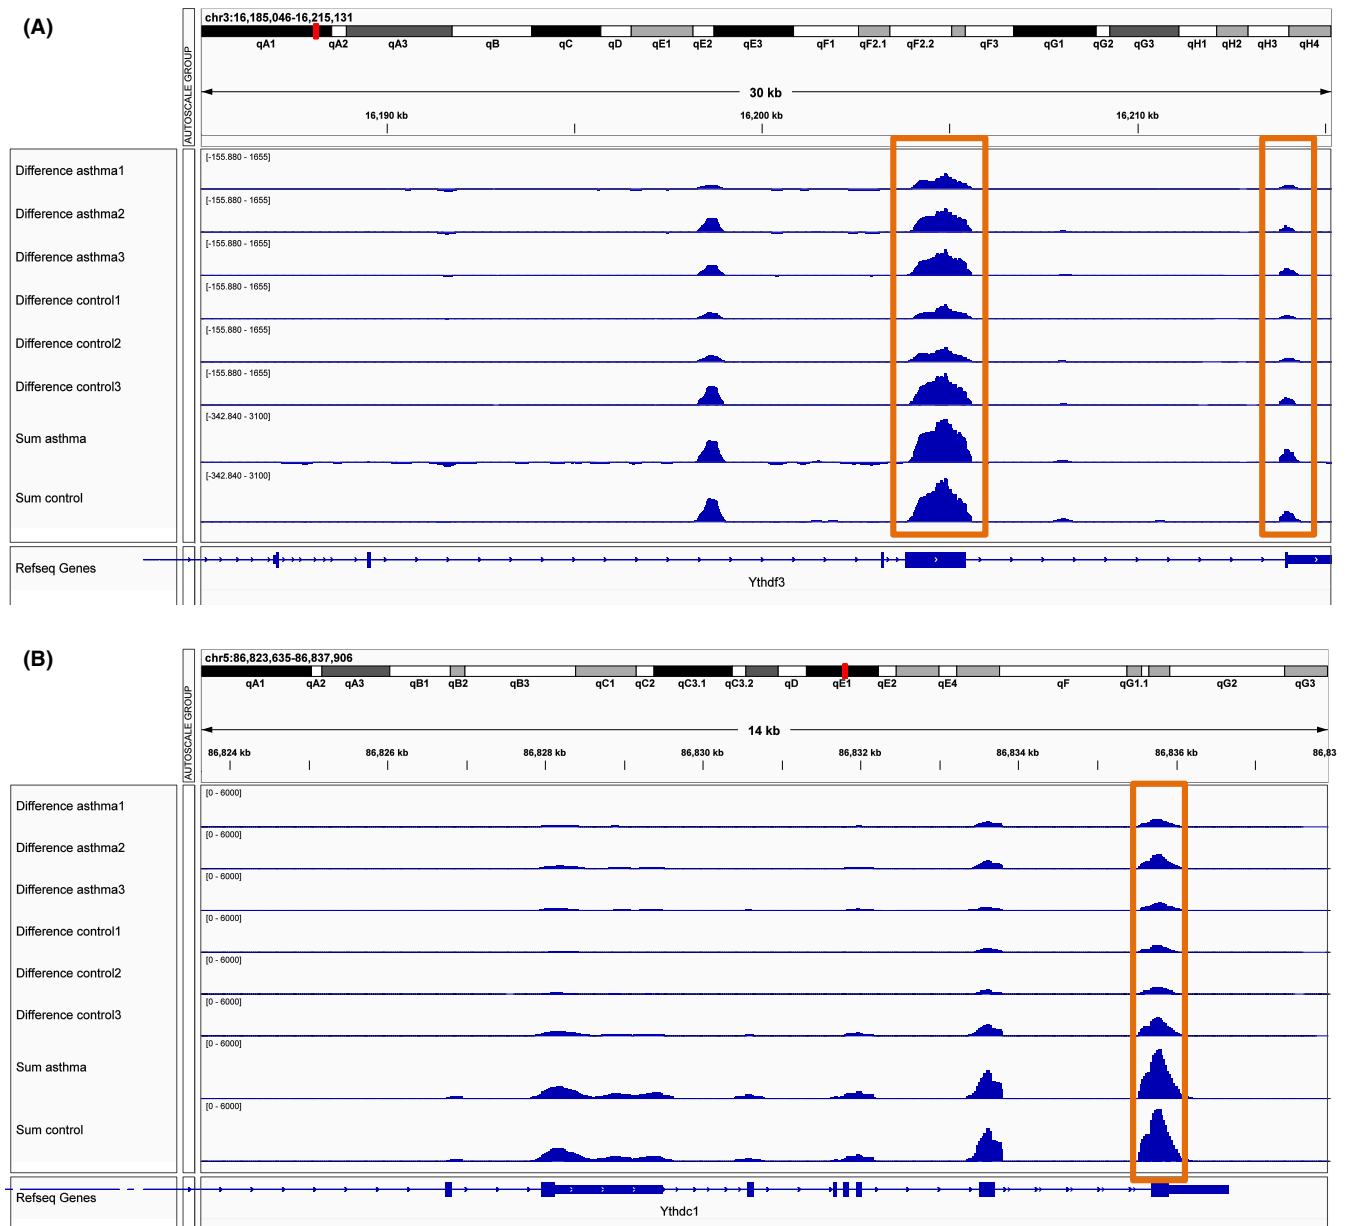 (A)
chr3:16,185,046-16,215,131
qA1 qA2 qA3 qB qC qD qE1 qE2 qE3 qF1 qF2.1 qF2.2 qF3 qG1 qG2 qG3 qH1 qH2 qH3 qH4
AUTOSCALE GROUP
30 kb
16,190 kb 16,200 kb 16,210 kb
[-155.880 - 1655]
Difference asthma1
[-155.880 - 1655]
Difference asthma2
[-155.880 - 1655]
Difference asthma3
[-155.880 - 1655]
Difference control1
[-155.880 - 1655]
Difference control2
[-155.880 - 1655]
Difference control3
[-342.840 - 3100]
Sum asthma
[-342.840 - 3100]
Sum control
Refseq Genes
Ythdf3
(B)
chr5:86,823,635-86,837,906
qA1 qA2 qA3 qB1 qB2 qB3 qC1 qC2 qC3.1 qC3.2 qD qE1 qE2 qE4 qF qG1.1 qG2 qG3
AUTOSCALE GROUP
14 kb
86,824 kb 86,826 kb 86,828 kb 86,830 kb 86,832 kb 86,834 kb 86,836 kb 86,83
[0 - 6000]
Difference asthma1
[0 - 6000]
Difference asthma2
[0 - 6000]
Difference asthma3
[0 - 6000]
Difference control1
[0 - 6000]
Difference control2
[0 - 6000]
Difference control3
[0 - 6000]
Sum asthma
[0 - 6000]
Sum control
Refseq Genes
Ythdc1